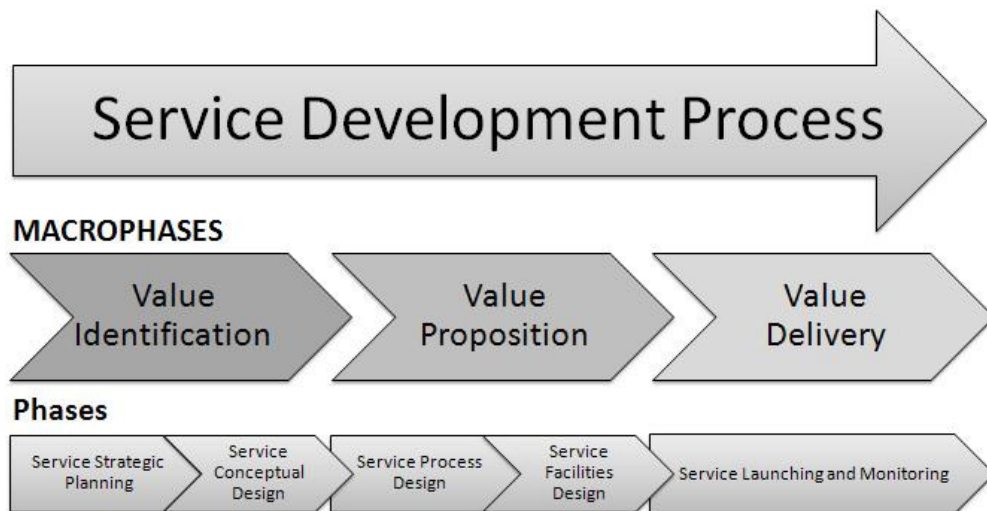 Service Development Process
MACROPHASES
Value
Identification
Value
Proposition
Value
Delivery
Phases
Service Strategic
Planning
Service
Conceptual
Design
Service Process
Design
Service
Facilities
Design
Service Launching and Monitoring